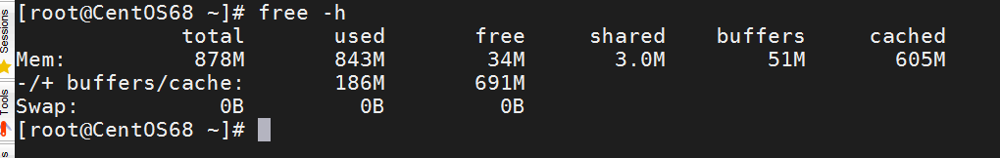 [root@CentOS68 ~]# free -h
total used free shared buffers cached
Mem: 878M 843M 34M 3.0M 51M 605M
-/+ buffers/cache: 186M 691M
Swap: 0B 0B 0B
[root@CentOS68 ~]#
Sessions
Tools